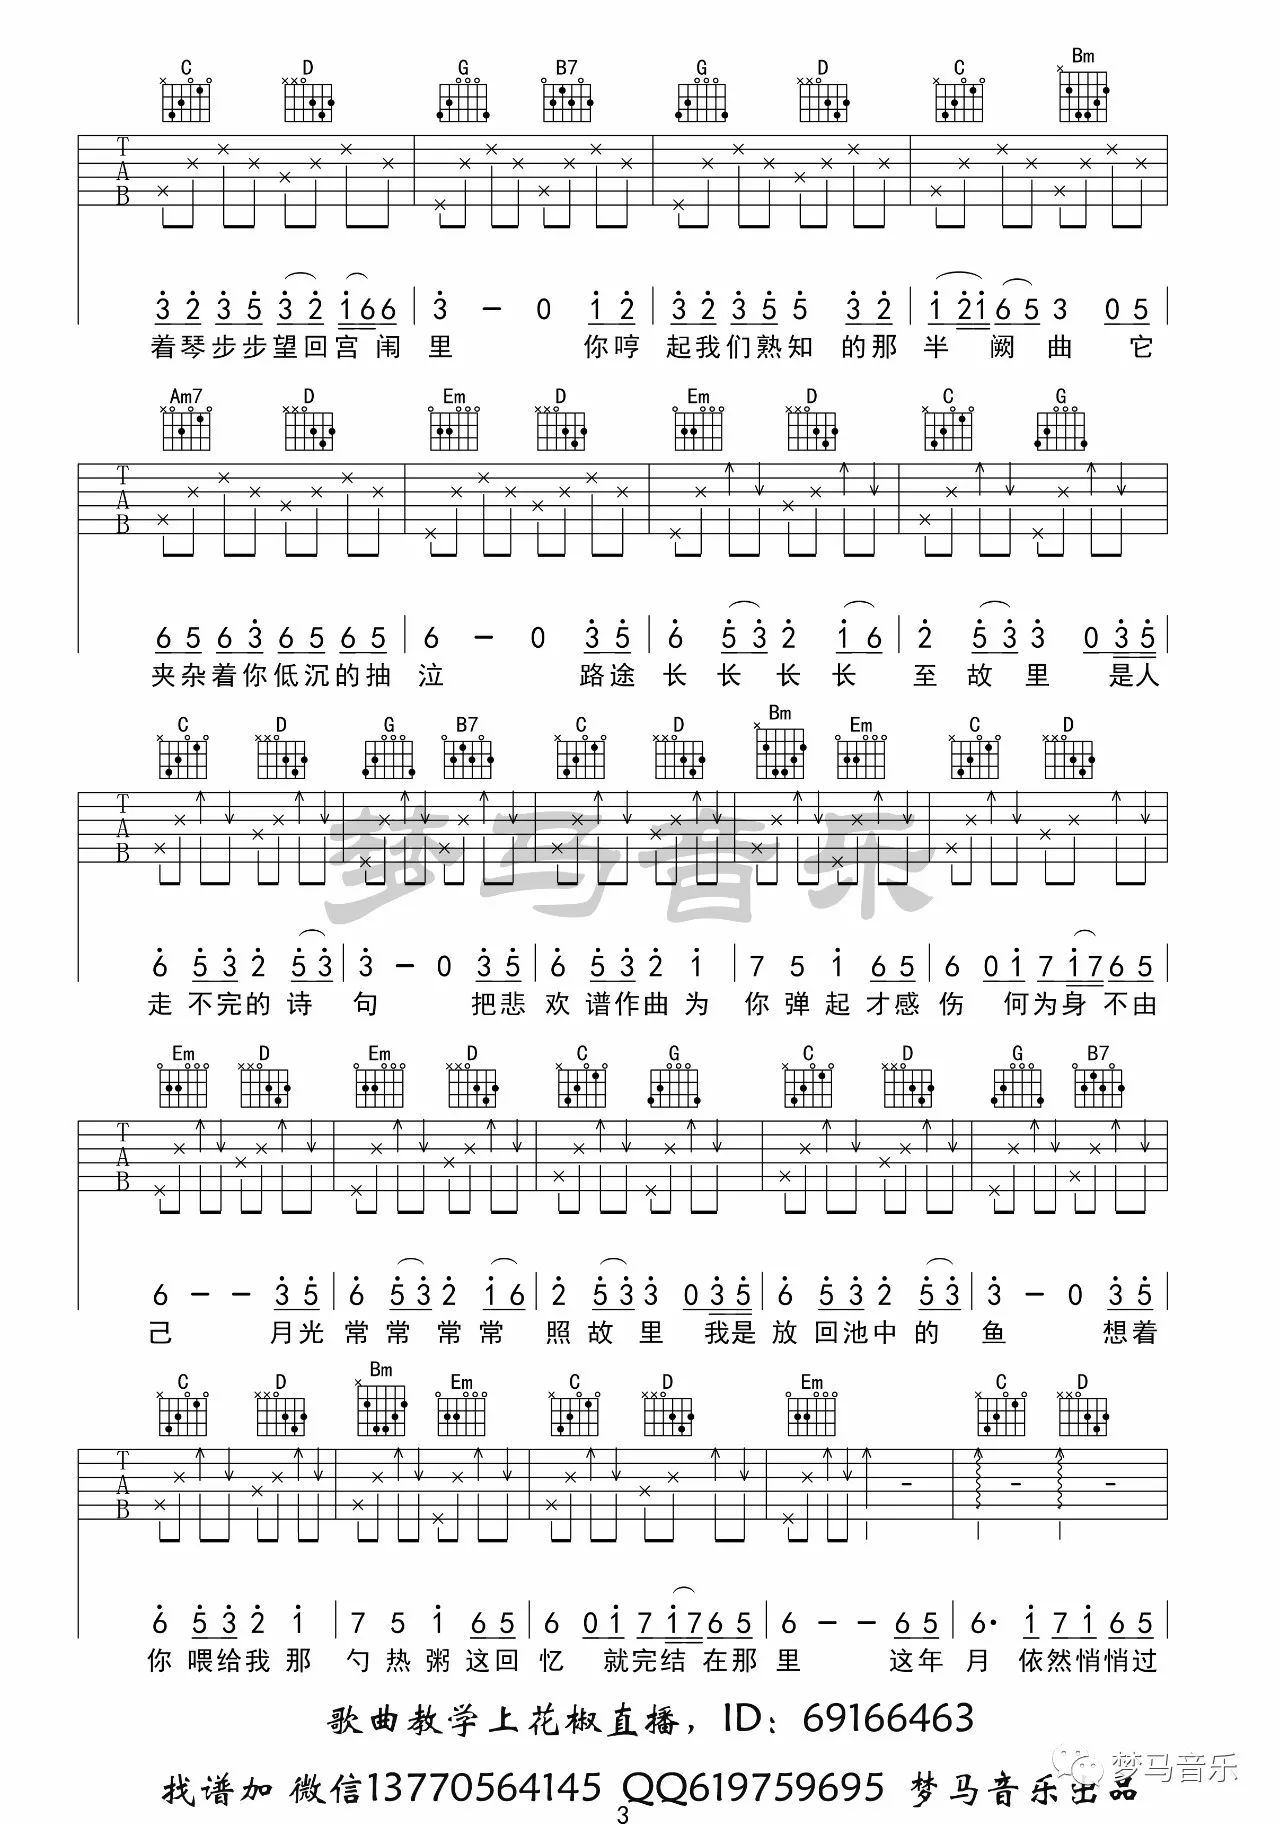 C D G B7 G D C Bm
T A B
3 2 3 5 3 2 1 6 6 | 3 – 0 1 2 | 3 2 3 5 5 3 2 | 1 2 1 6 5 3 0 5
着琴步步望回宫闱里 你哼起我们熟知的那半阙曲它
Am7 D Em D Em D C G
T A B
6 5 6 3 6 5 6 5 | 6 – 0 3 5 | 6 5 3 2 1 6 | 2 5 3 3 0 3 5
夹杂着你低沉的抽泣 路途长长长长至故里 是人
C D G B7 C D Bm Em C D
T A B
梦马音乐
6 5 3 2 5 3 | 3 – 0 3 5 | 6 5 3 2 1 | 7 5 1 6 5 | 6 0 1 7 1 7 6 5
走不完的诗句 把悲欢谱作曲为你弹起才感伤 何为身不由
Em D Em D C G C D G B7
T A B
6 – – 3 5 | 6 5 3 2 1 6 | 2 5 3 3 0 3 5 | 6 5 3 2 5 3 | 3 – 0 3 5
己 月光常常常常照故里 我是放回池中的鱼 想着
C D Bm Em C D Em C D
T A B
6 5 3 2 1 | 7 5 1 6 5 | 6 0 1 7 1 7 6 5 | 6 – – 6 5 | 6· 1 7 1 6 5
你喂给我那勺热粥这回忆 就完结在那里 这年月 依然悄悄过
歌曲教学上花椒直播，ID：69166463
找谱加 微信13770564145 QQ619759695 梦马音乐出品
梦马音乐
3